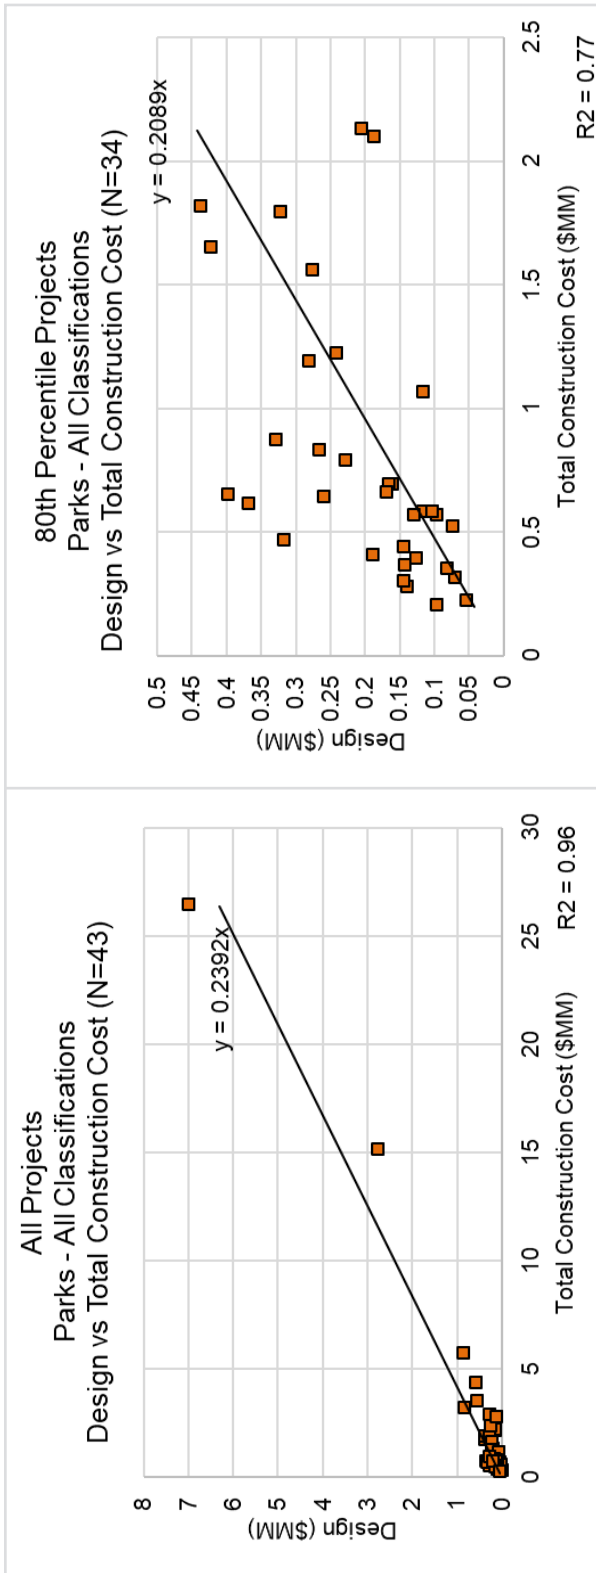 All Projects
Parks - All Classifications
Design vs Total Construction Cost (N=43)
8
7
6
5
4
3
2
1
0
Design ($MM)
y = 0.2392x
0
5
10
15
20
25
30
Total Construction Cost ($MM)
R2 = 0.96
80th Percentile Projects
Parks - All Classifications
Design vs Total Construction Cost (N=34)
0.5
0.45
0.4
0.35
0.3
0.25
0.2
0.15
0.1
0.05
0
Design ($MM)
y = 0.2089x
0
0.5
1
1.5
2
2.5
Total Construction Cost ($MM)
R2 = 0.77